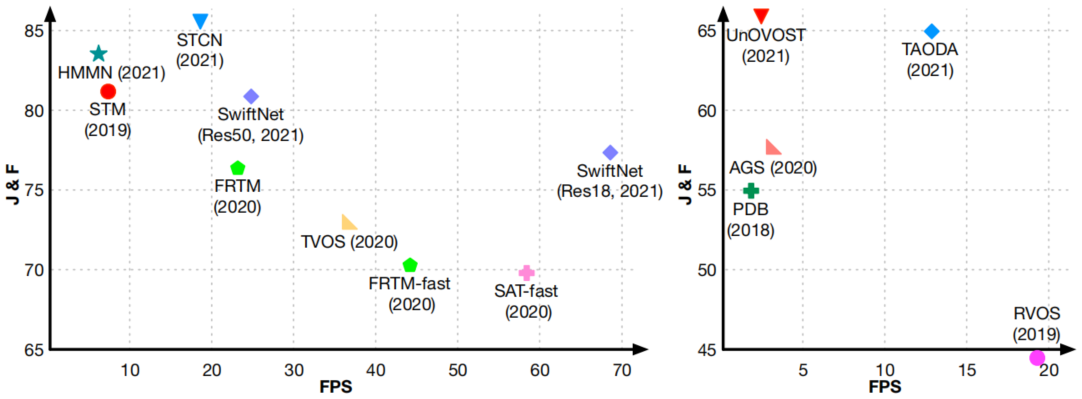 85
80
75
70
65
J & F
STCN
(2021)
HMMN (2021)
STM
(2019)
SwiftNet
(Res50, 2021)
FRTM
(2020)
SwiftNet
(Res18, 2021)
TVOS (2020)
FRTM-fast
(2020)
SAT-fast
(2020)
10 20 30 40 50 60 70
FPS
65
60
55
50
45
J & F
UnOVOST
(2021)
TAODA
(2021)
AGS (2020)
PDB
(2018)
RVOS
(2019)
5 10 15 20
FPS